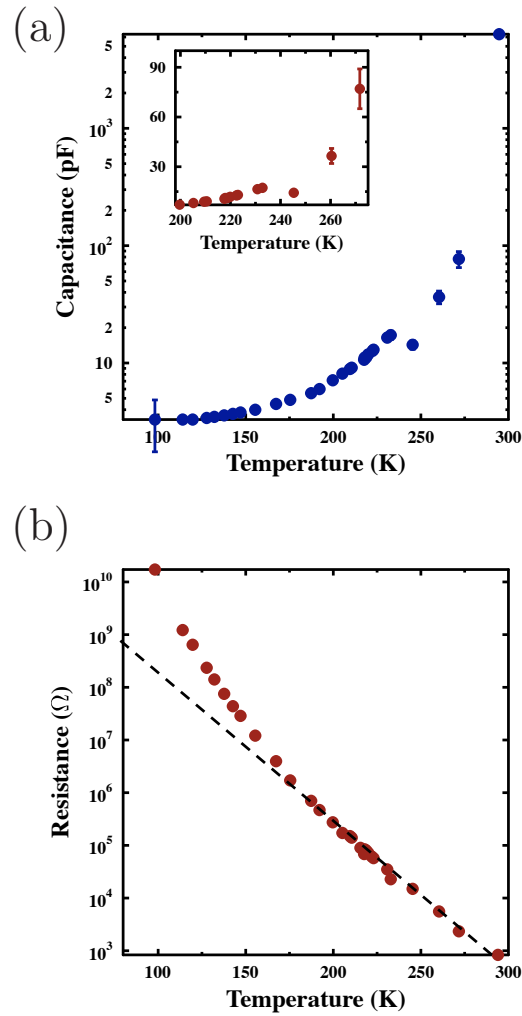 (a)
Capacitance (pF)
5
10³
5
2
10²
5
2
10
5
90
60
30
200 220 240 260
Temperature (K)
100 150 200 250 300
Temperature (K)
(b)
Resistance (Ω)
10¹⁰
10⁹
10⁸
10⁷
10⁶
10⁵
10⁴
10³
100 150 200 250 300
Temperature (K)